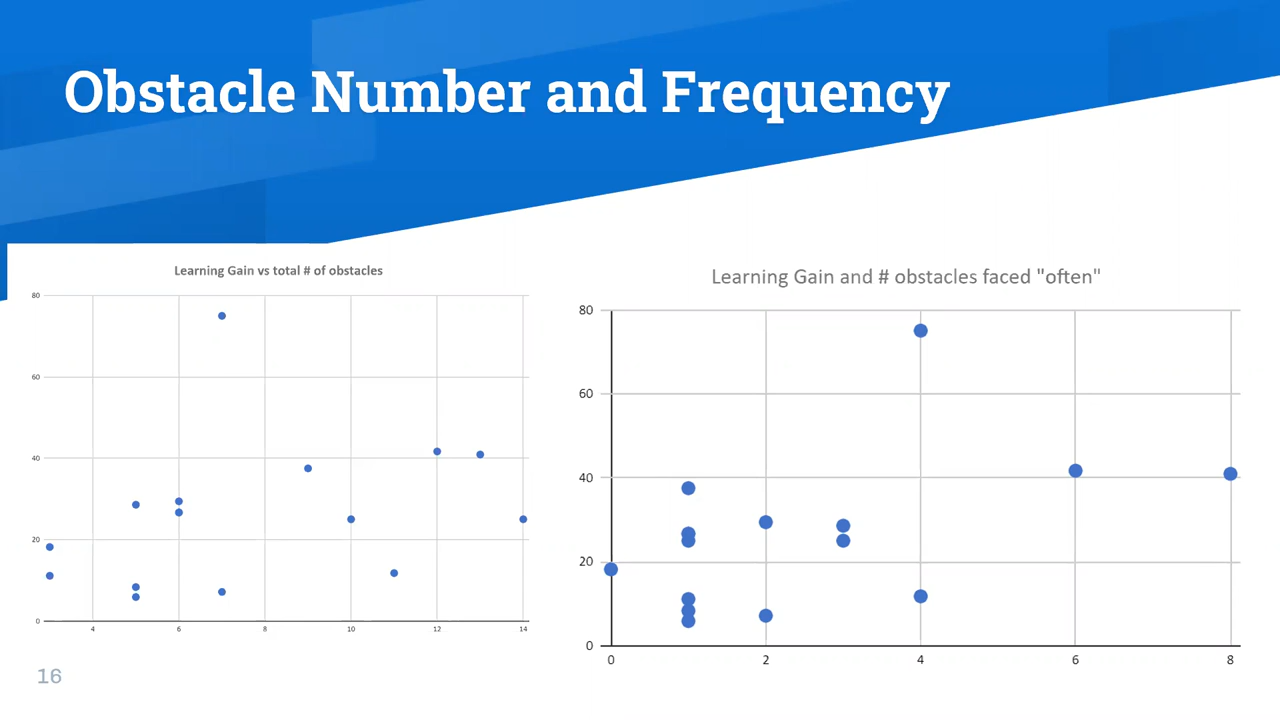 Obstacle Number and Frequency
Learning Gain vs total # of obstacles
80
60
40
20
0
4 6 8 10 12 14
Learning Gain and # obstacles faced "often"
80
60
40
20
0
0 2 4 6 8
16